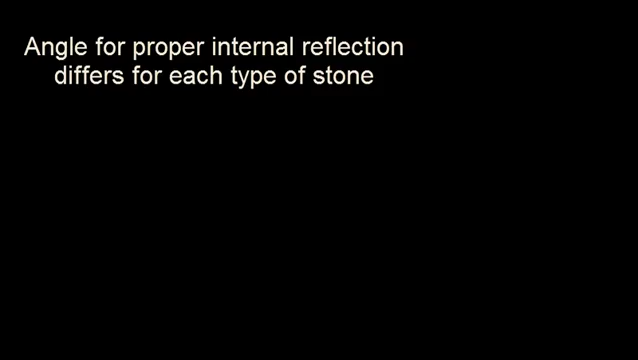 Angle for proper internal reflection
differs for each type of stone